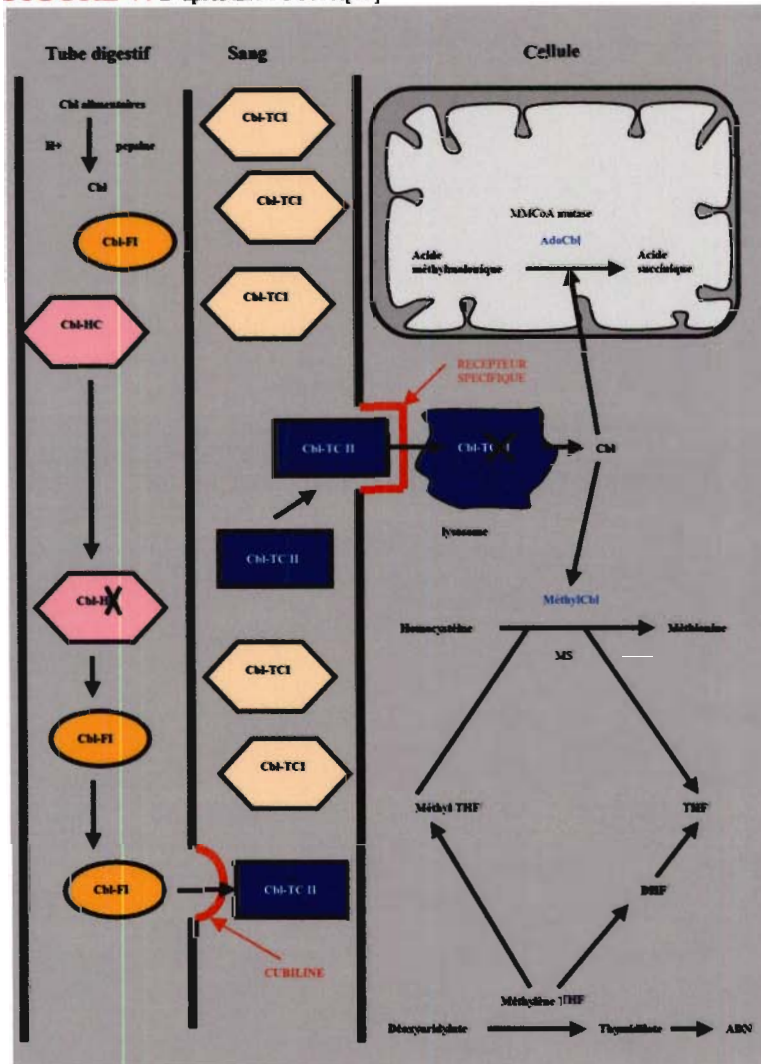 Tube digestif
Sang
Cellule
Cbl alimentaires
H+
pepsine
Cbl
Cbl-FI
Cbl-HC
Cbl-FI
Cbl-FI
Cbl-TCI
Cbl-TCI
Cbl-TCI
Cbl-TC II
Cbl-TC II
Cbl-TCI
Cbl-TCI
Cbl-TC II
CUBILINE
MMCoA mutase
AdoCbl
Acide
méthylmalonique
Acide
succinique
RECEPTEUR
SPECIFIQUE
lysosome
Cbl
MéthylCbl
Homocystéine
Méthionine
MS
Méthyl THF
THF
DHF
Méthylène THF
Déoxyuridylate
Thymidilate
ADN